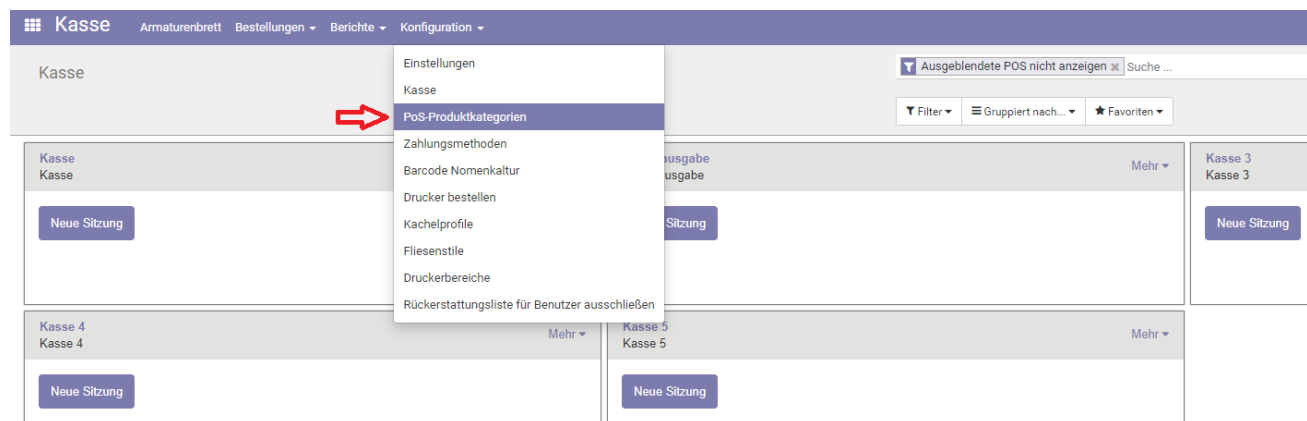 Kasse Armaturenbrett Bestellungen Berichte Konfiguration
Kasse
Ausgeblendete POS nicht anzeigen Suche ...
Filter Gruppiert nach... Favoriten
Einstellungen
Kasse
PoS-Produktkategorien
Zahlungsmethoden
Barcode Nomenkaltur
Drucker bestellen
Kachelprofile
Fliesenstile
Druckerbereiche
Rückerstattungsliste für Benutzer ausschließen
Kasse
Kasse
Neue Sitzung
Mehr
Sitzung
Kasse 3
Kasse 3
Neue Sitzung
Kasse 4
Kasse 4
Mehr
Neue Sitzung
Kasse 5
Kasse 5
Mehr
Neue Sitzung